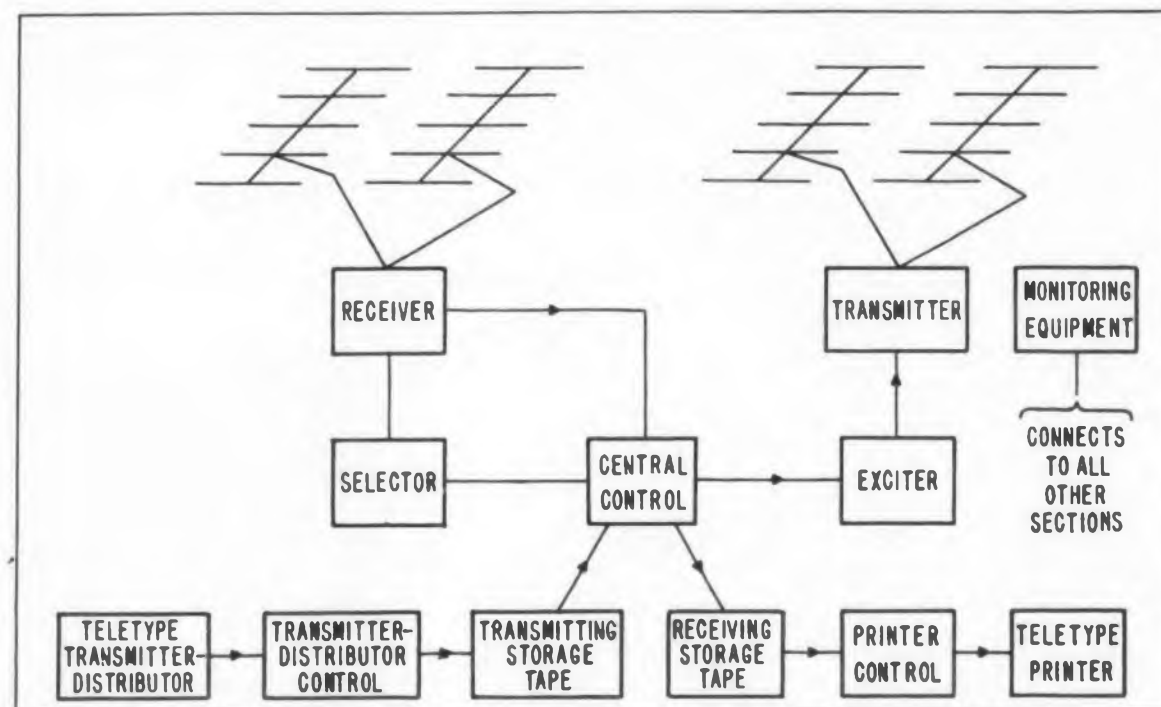 RECEIVER
TRANSMITTER
MONITORING
EQUIPMENT
SELECTOR
CENTRAL
CONTROL
EXCITER
CONNECTS
TO ALL
OTHER
SECTIONS
TELETYPE
TRANSMITTER-
DISTRIBUTOR
TRANSMITTER-
DISTRIBUTOR
CONTROL
TRANSMITTING
STORAGE
TAPE
RECEIVING
STORAGE
TAPE
PRINTER
CONTROL
TELETYPE
PRINTER